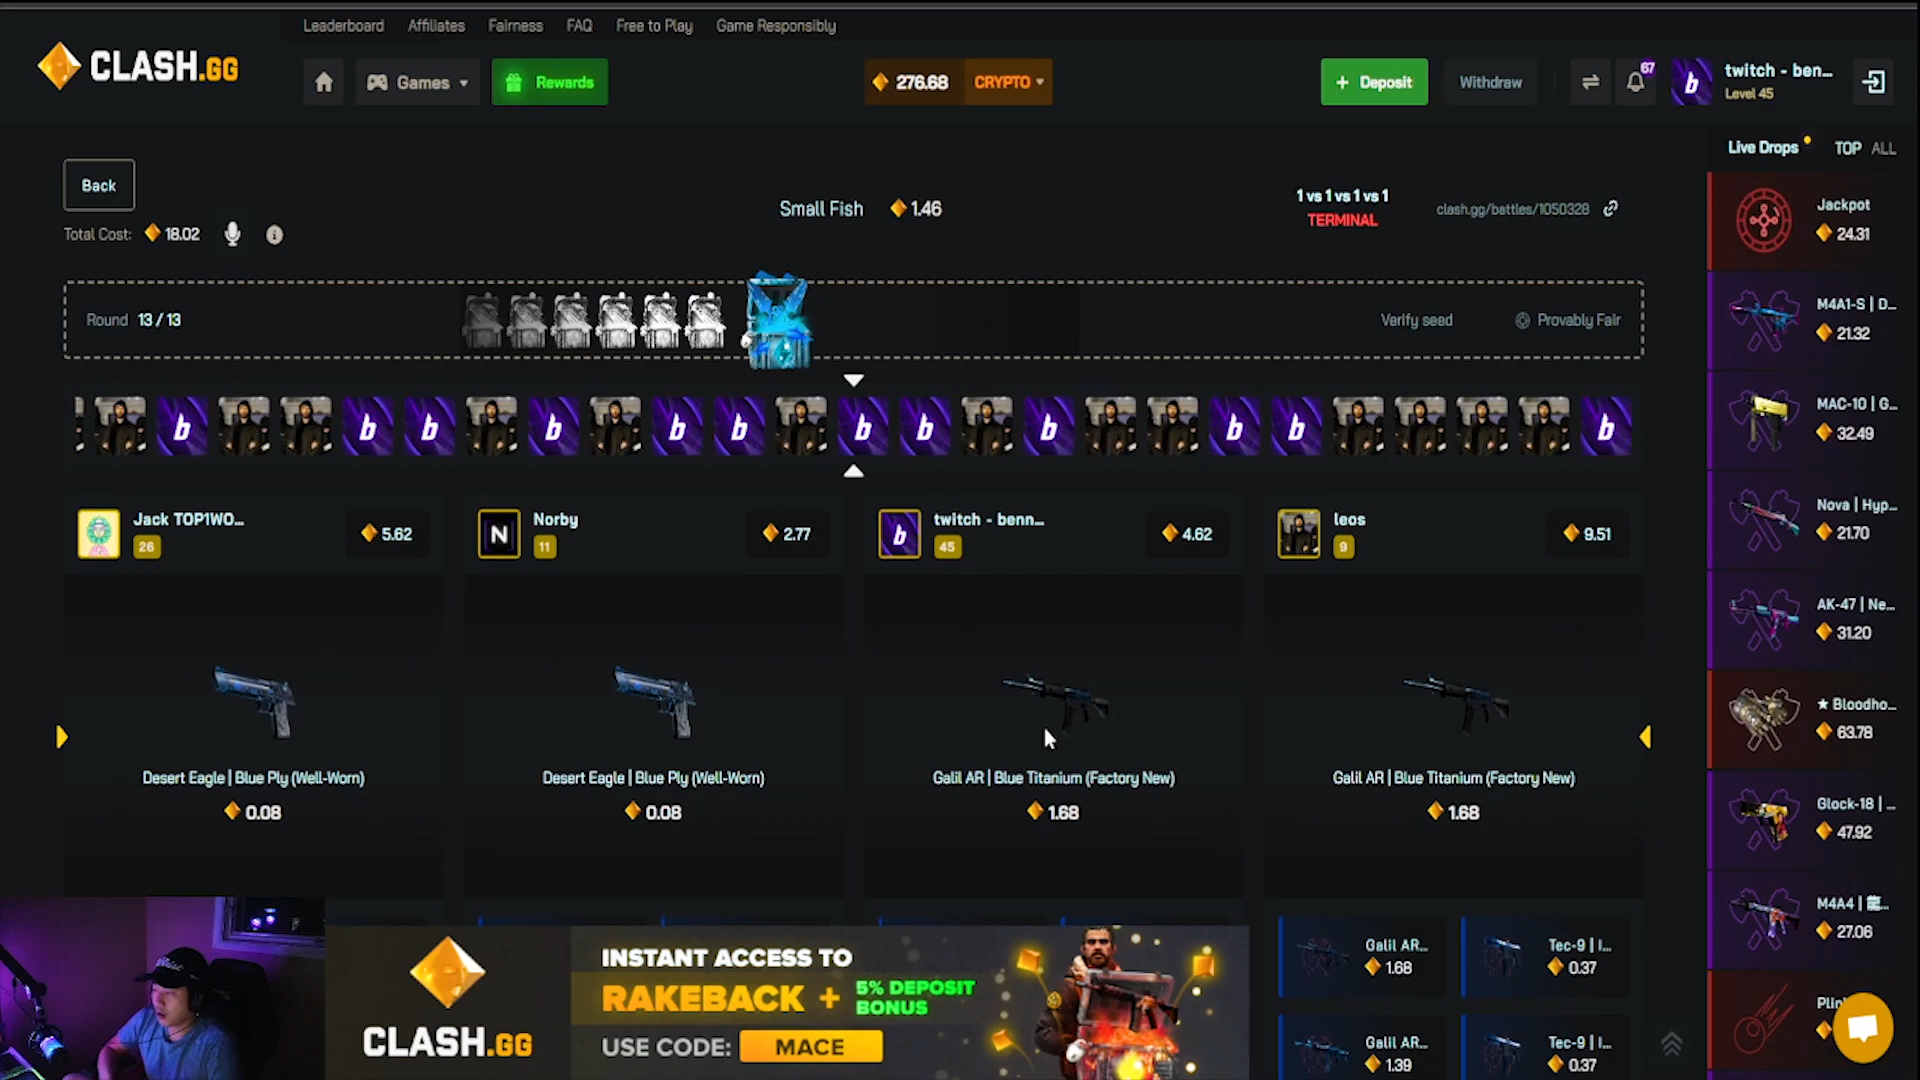 Leaderboard Affiliates Fairness FAQ Free to Play Game Responsibly
CLASH.GG
Games
Rewards
276.68 CRYPTO
+ Deposit
Withdraw
67
b
twitch - ben...
Level 45
Back
Total Cost: 18.02
Small Fish 1.46
1 vs 1 vs 1 vs 1
TERMINAL
clash.gg/battles/1050328
Round 13 / 13
Verify seed
Provably Fair
b b b b b b b b b b b b
Jack TOP1WO...
26
5.62
N
Norby
11
2.77
b
twitch - benn...
45
4.62
leos
9
9.51
Desert Eagle | Blue Ply (Well-Worn)
0.08
Desert Eagle | Blue Ply (Well-Worn)
0.08
Galil AR | Blue Titanium (Factory New)
1.68
Galil AR | Blue Titanium (Factory New)
1.68
Galil AR...
1.68
Tec-9 | I...
0.37
Galil AR...
1.39
Tec-9 | I...
0.37
CLASH.GG
INSTANT ACCESS TO
RAKEBACK + 5% DEPOSIT BONUS
USE CODE: MACE
Live Drops TOP ALL
Jackpot
24.31
M4A1-S | D...
21.32
MAC-10 | G...
32.49
Nova | Hyp...
21.70
AK-47 | Ne...
31.20
★ Bloodho...
63.78
Glock-18 | ...
47.92
M4A4 | 龍...
27.06